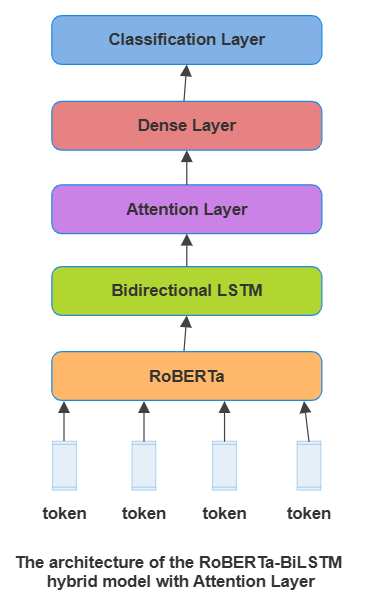 Classification Layer
Dense Layer
Attention Layer
Bidirectional LSTM
RoBERTa
token token token token
The architecture of the RoBERTa-BiLSTM
hybrid model with Attention Layer